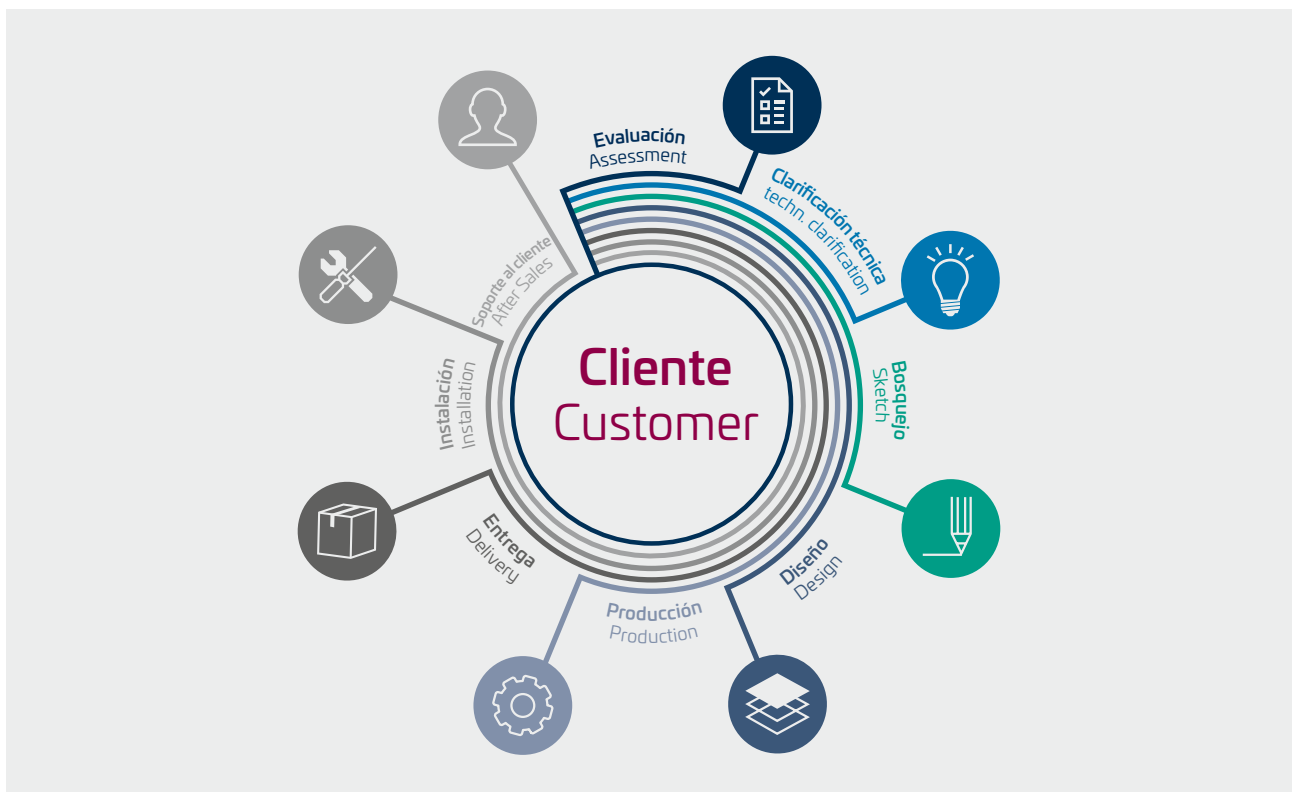 Evaluación
Assessment
Clarificación técnica
techn. clarification
Bosquejo
Sketch
Diseño
Design
Producción
Production
Entrega
Delivery
Instalación
Installation
Soporte al cliente
After Sales
Cliente
Customer